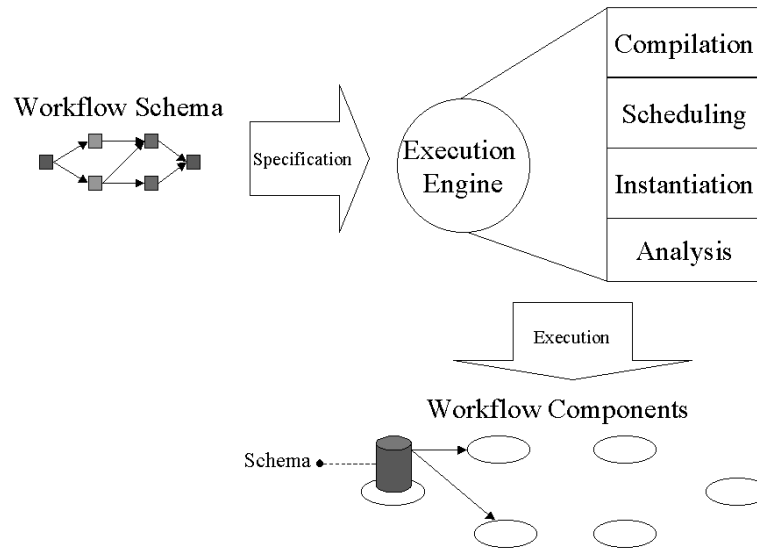 Workflow Schema
Specification
Execution
Engine
Compilation
Scheduling
Instantiation
Analysis
Execution
Workflow Components
Schema